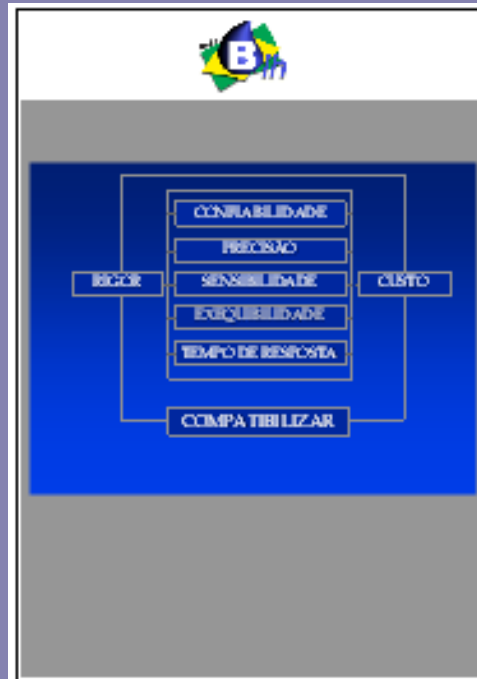 B
CONFIABILIDADE
PRECISÃO
RIGOR
SENSIBILIDADE
CUSTO
EXEQUIBILIDADE
TEMPO DE RESPOSTA
COMPATIBILIZAR